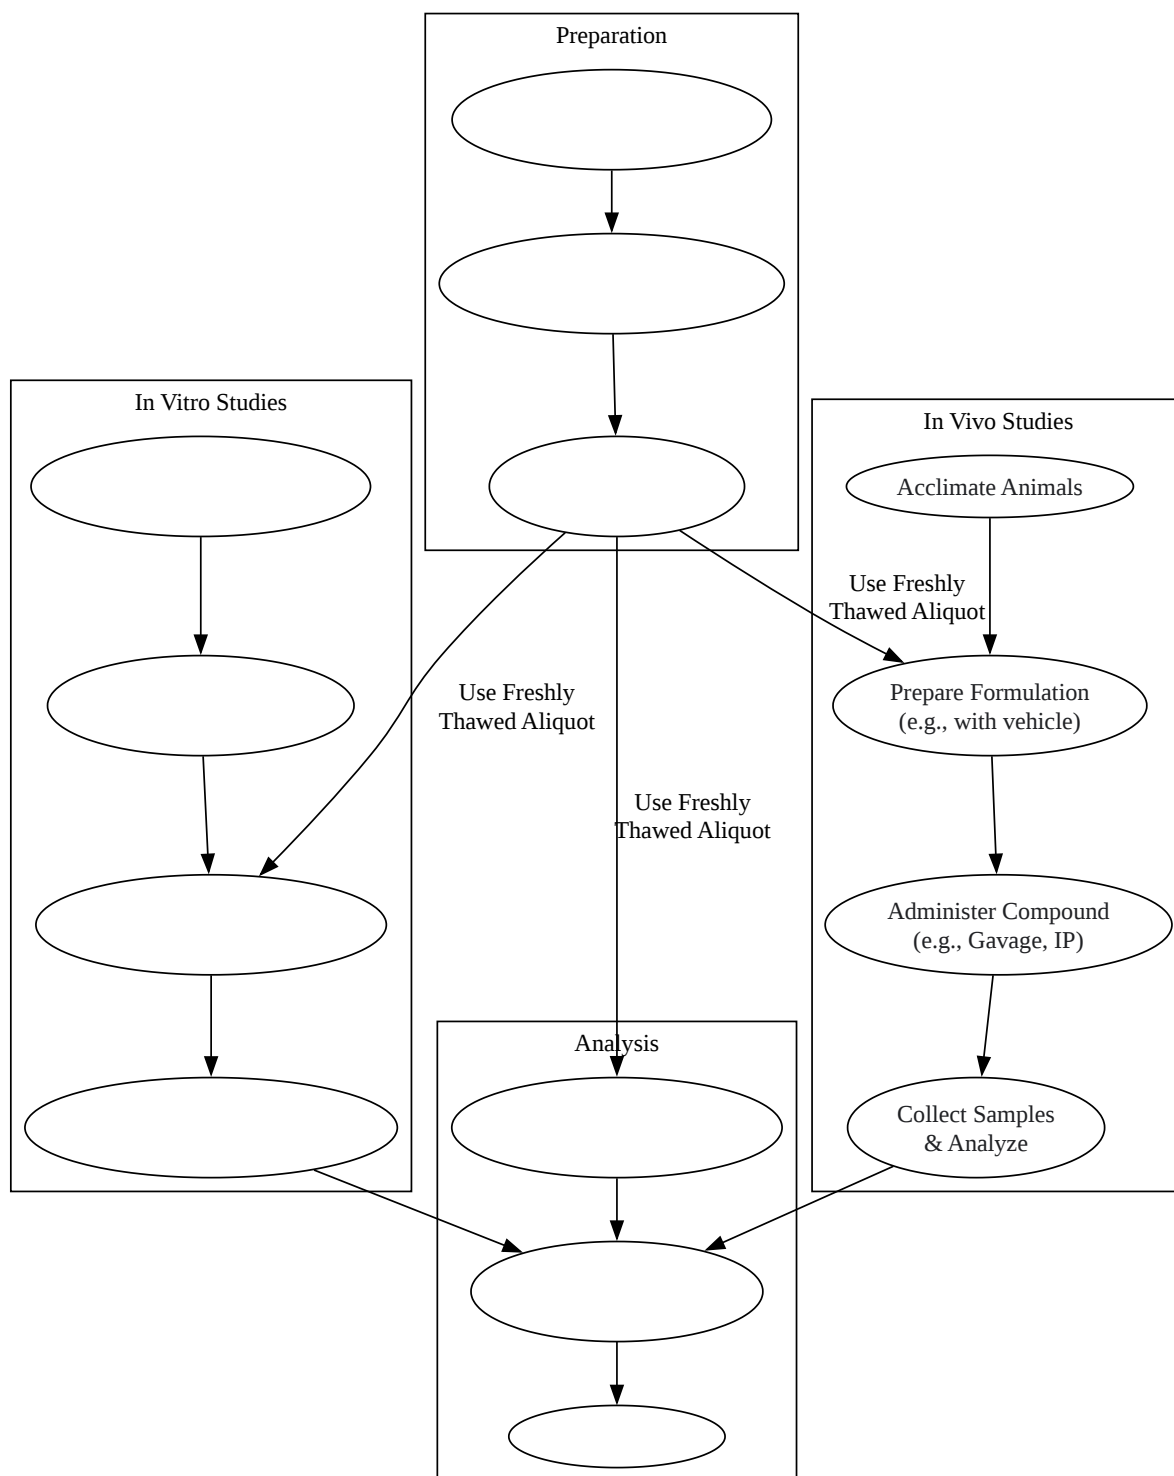 Preparation
In Vitro Studies
In Vivo Studies
Acclimate Animals
Use Freshly
Thawed Aliquot
Prepare Formulation
(e.g., with vehicle)
Use Freshly
Thawed Aliquot
Use Freshly
Thawed Aliquot
Administer Compound
(e.g., Gavage, IP)
Analysis
Collect Samples
& Analyze